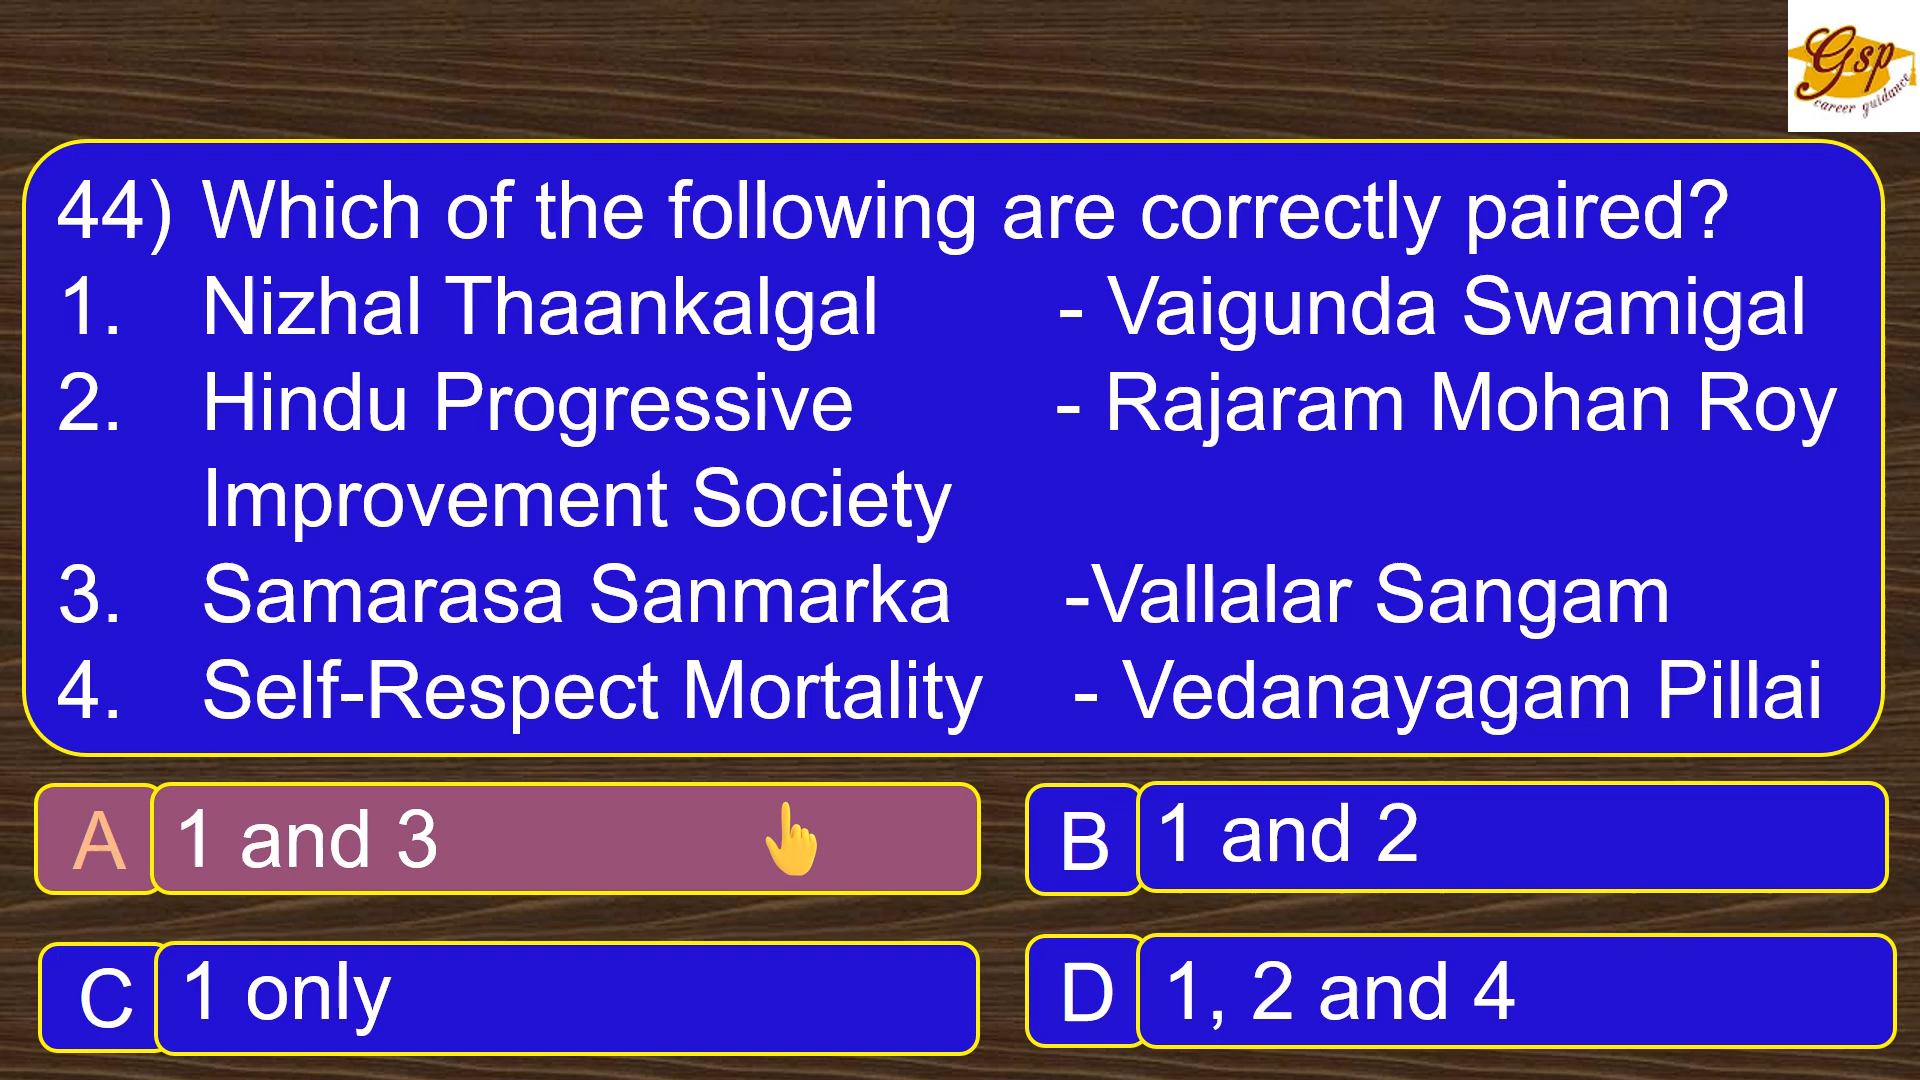 Gsp
career guidance
44) Which of the following are correctly paired?
1. Nizhal Thaankalgal - Vaigunda Swamigal
2. Hindu Progressive - Rajaram Mohan Roy
Improvement Society
3. Samarasa Sanmarka -Vallalar Sangam
4. Self-Respect Mortality - Vedanayagam Pillai
A 1 and 3
B 1 and 2
C 1 only
D 1, 2 and 4